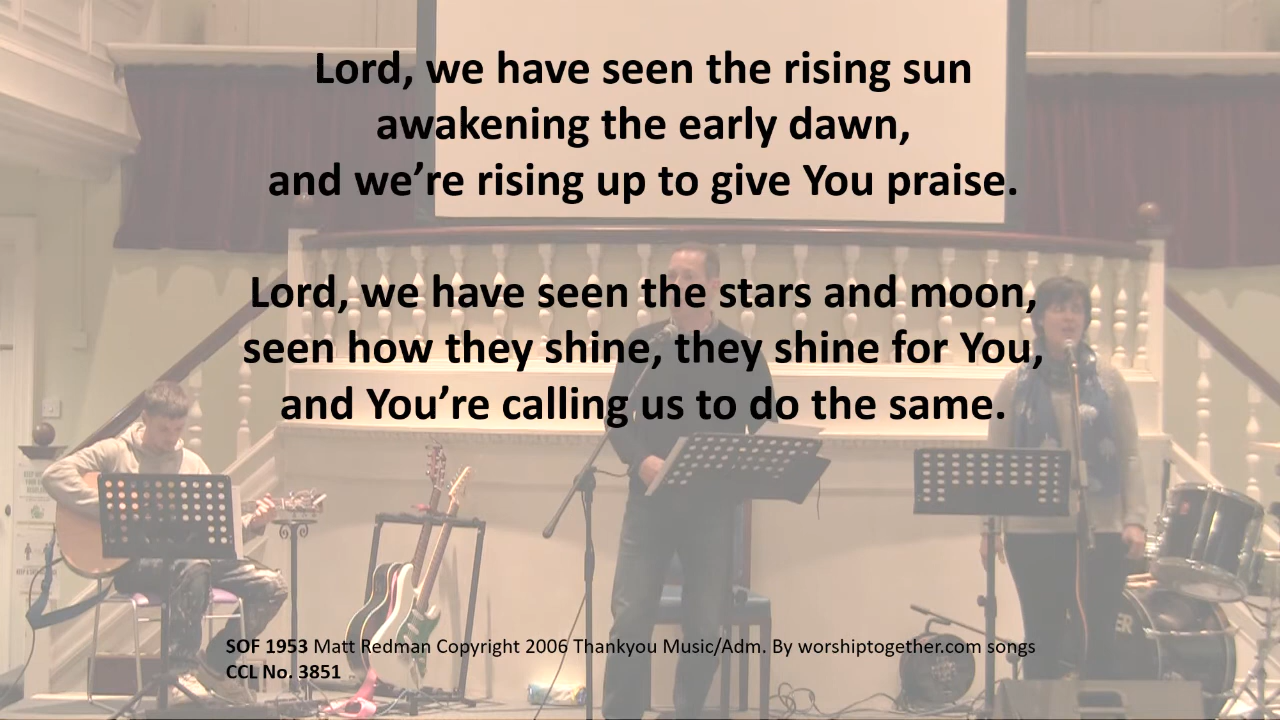 Lord, we have seen the rising sun
awakening the early dawn,
and we’re rising up to give You praise.
Lord, we have seen the stars and moon,
seen how they shine, they shine for You,
and You’re calling us to do the same.
SOF 1953 Matt Redman Copyright 2006 Thankyou Music/Adm. By worshiptogether.com songs
CCL No. 3851